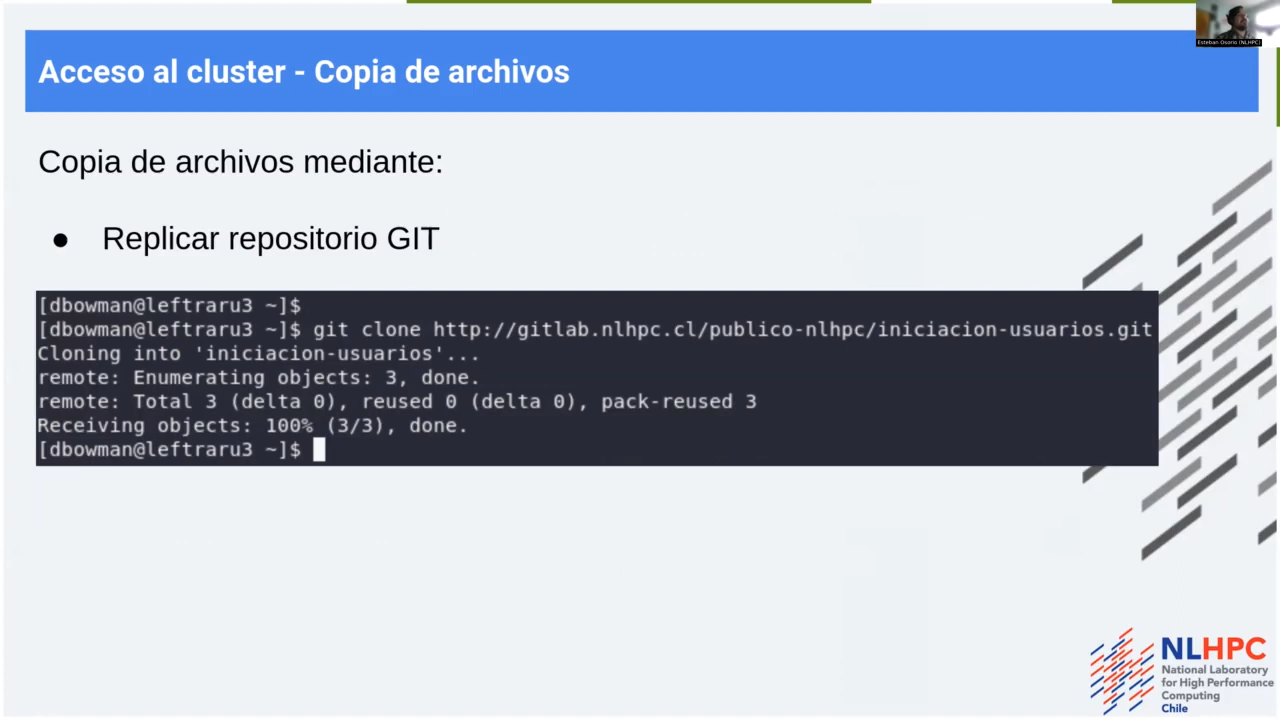 Esteban Osorio (NLHPC)
Acceso al cluster - Copia de archivos
Copia de archivos mediante:
● Replicar repositorio GIT
[dbowman@leftraru3 ~]$
[dbowman@leftraru3 ~]$ git clone http://gitlab.nlhpc.cl/publico-nlhpc/iniciacion-usuarios.git
Cloning into 'iniciacion-usuarios'...
remote: Enumerating objects: 3, done.
remote: Total 3 (delta 0), reused 0 (delta 0), pack-reused 3
Receiving objects: 100% (3/3), done.
[dbowman@leftraru3 ~]$
NLHPC
National Laboratory
for High Performance
Computing
Chile